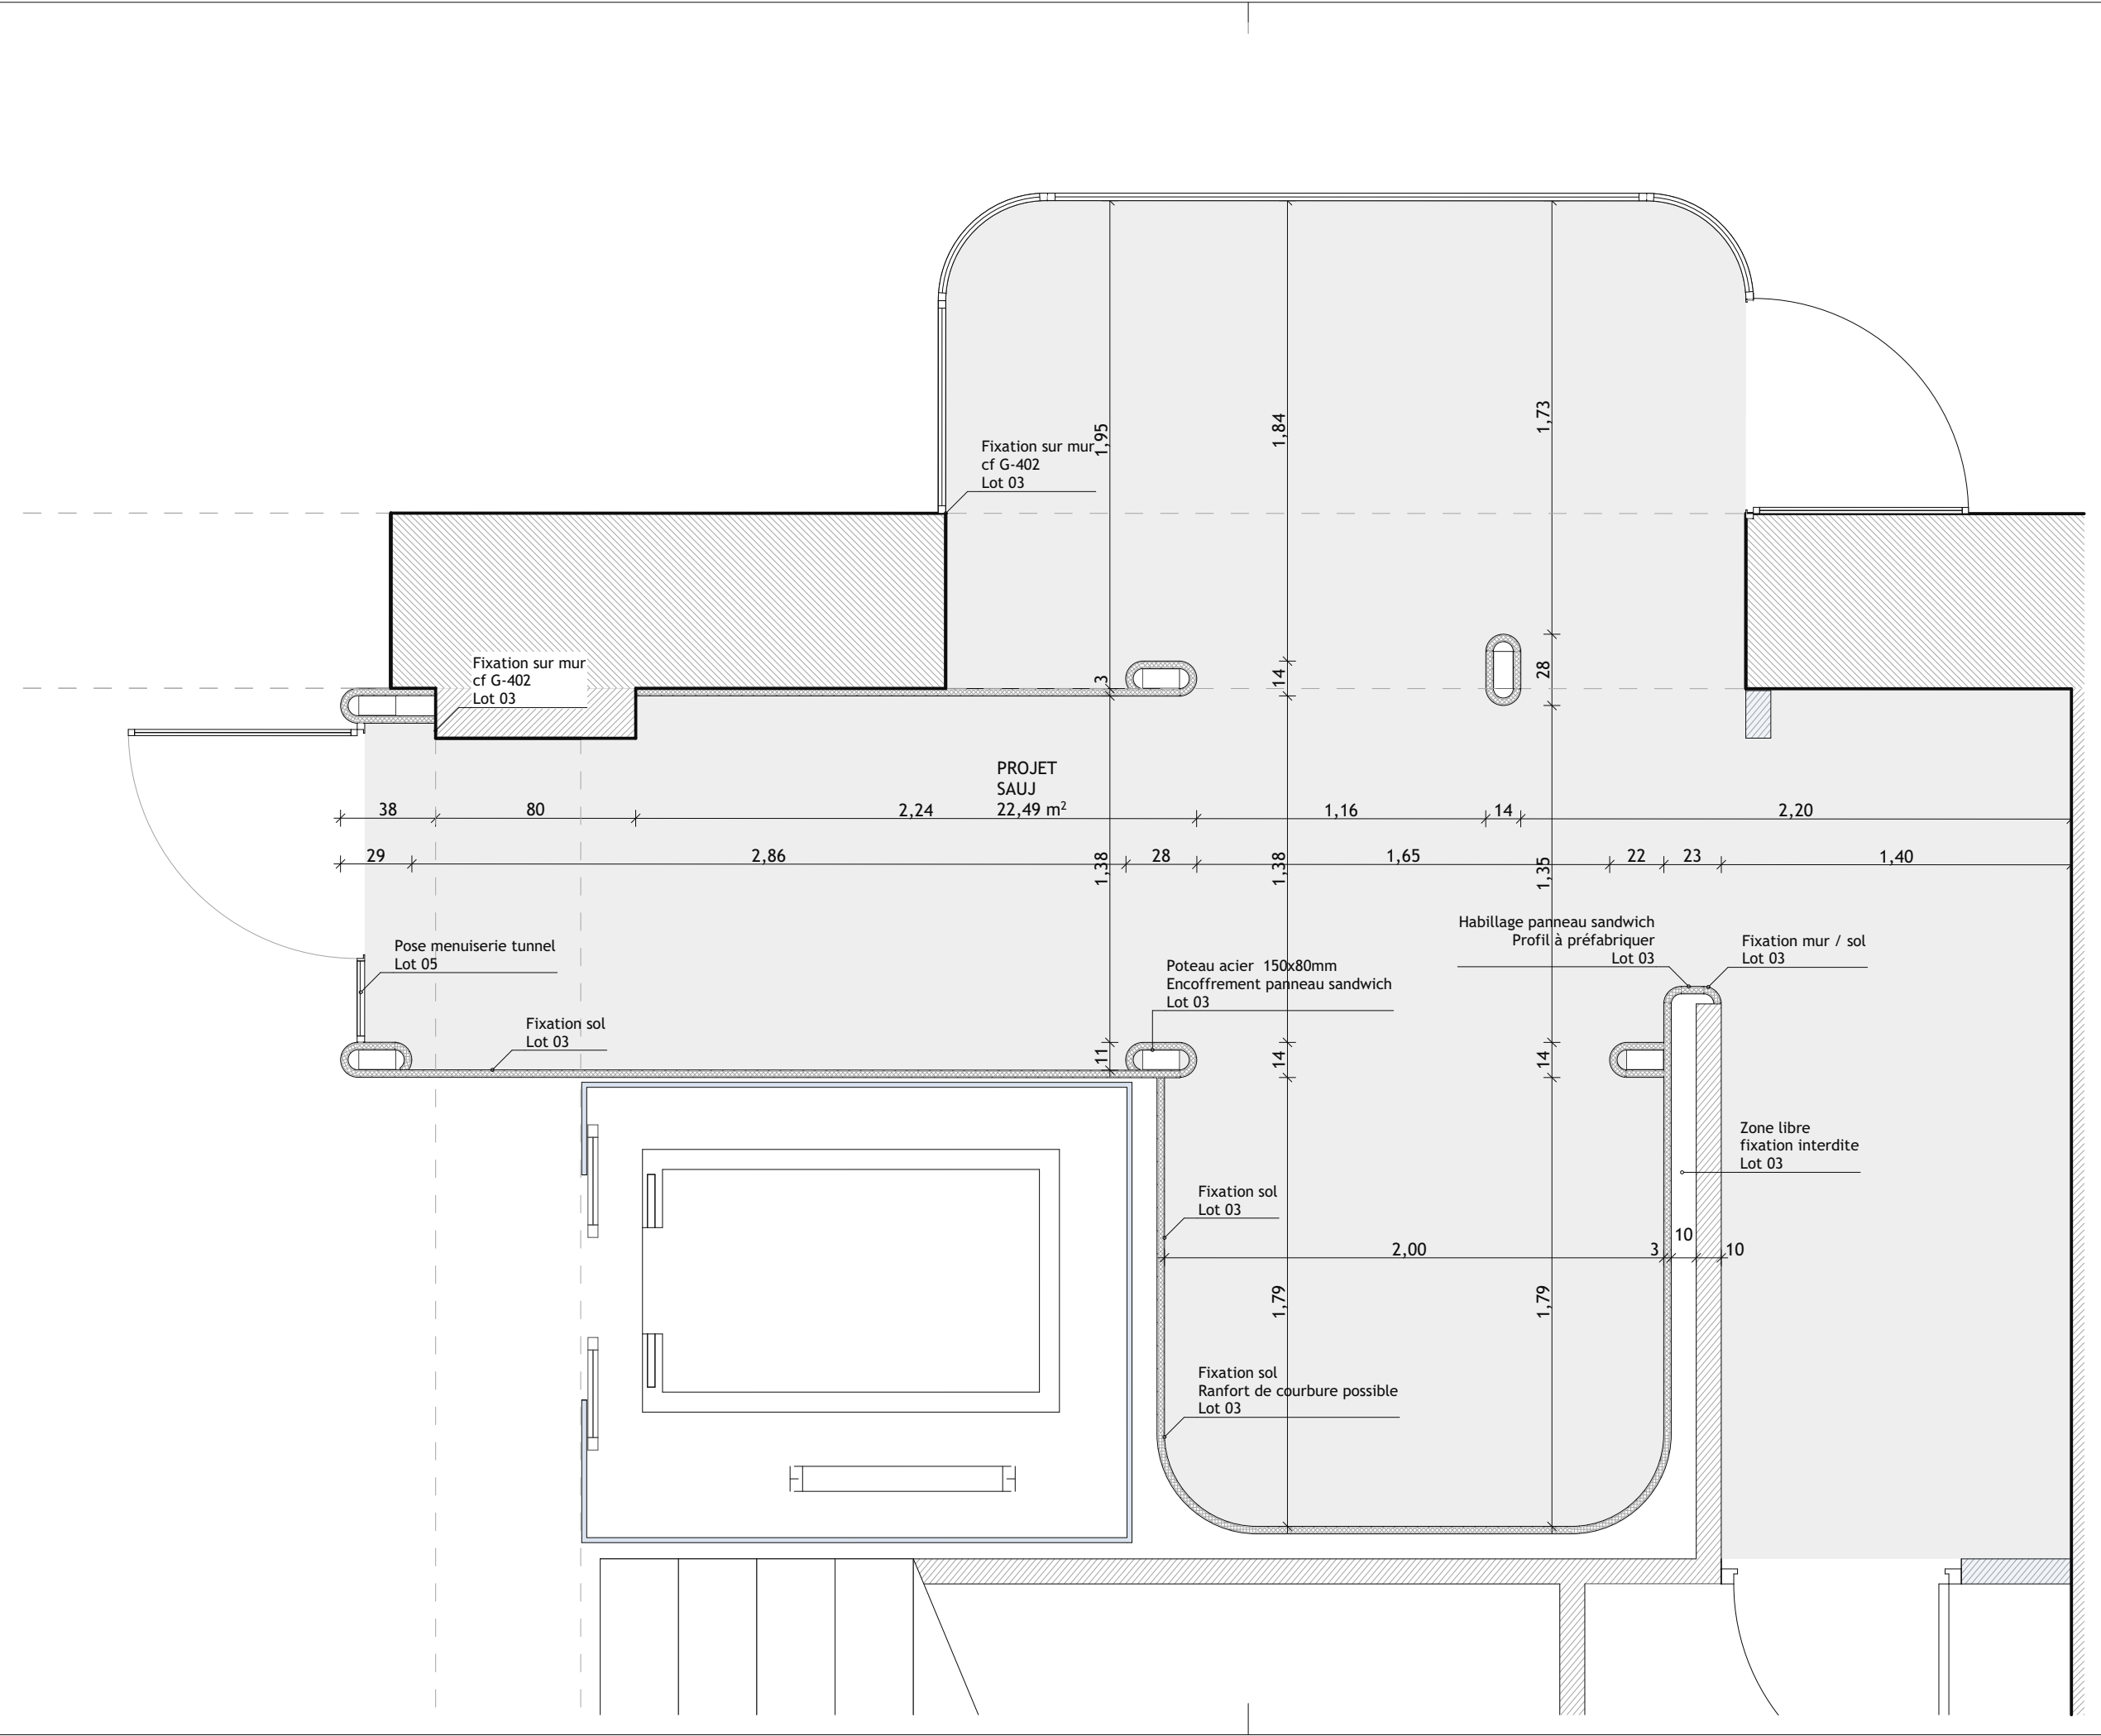 1,95
1,84
1,73
Fixation sur mur
cf G-402
Lot 03
Fixation sur mur
cf G-402
Lot 03
3
14
28
PROJET
SAUJ
22,49 m²
38
80
2,24
1,16
14
2,20
29
2,86
28
1,65
22
23
1,40
1,38
1,38
1,35
Pose menuiserie tunnel
Lot 05
Habillage panneau sandwich
Profil à préfabriquer
Lot 03
Fixation mur / sol
Lot 03
Poteau acier 150x80mm
Encoffrement panneau sandwich
Lot 03
Fixation sol
Lot 03
11
14
14
Zone libre
fixation interdite
Lot 03
Fixation sol
Lot 03
2,00
3
10
10
1,79
1,79
Fixation sol
Ranfort de courbure possible
Lot 03